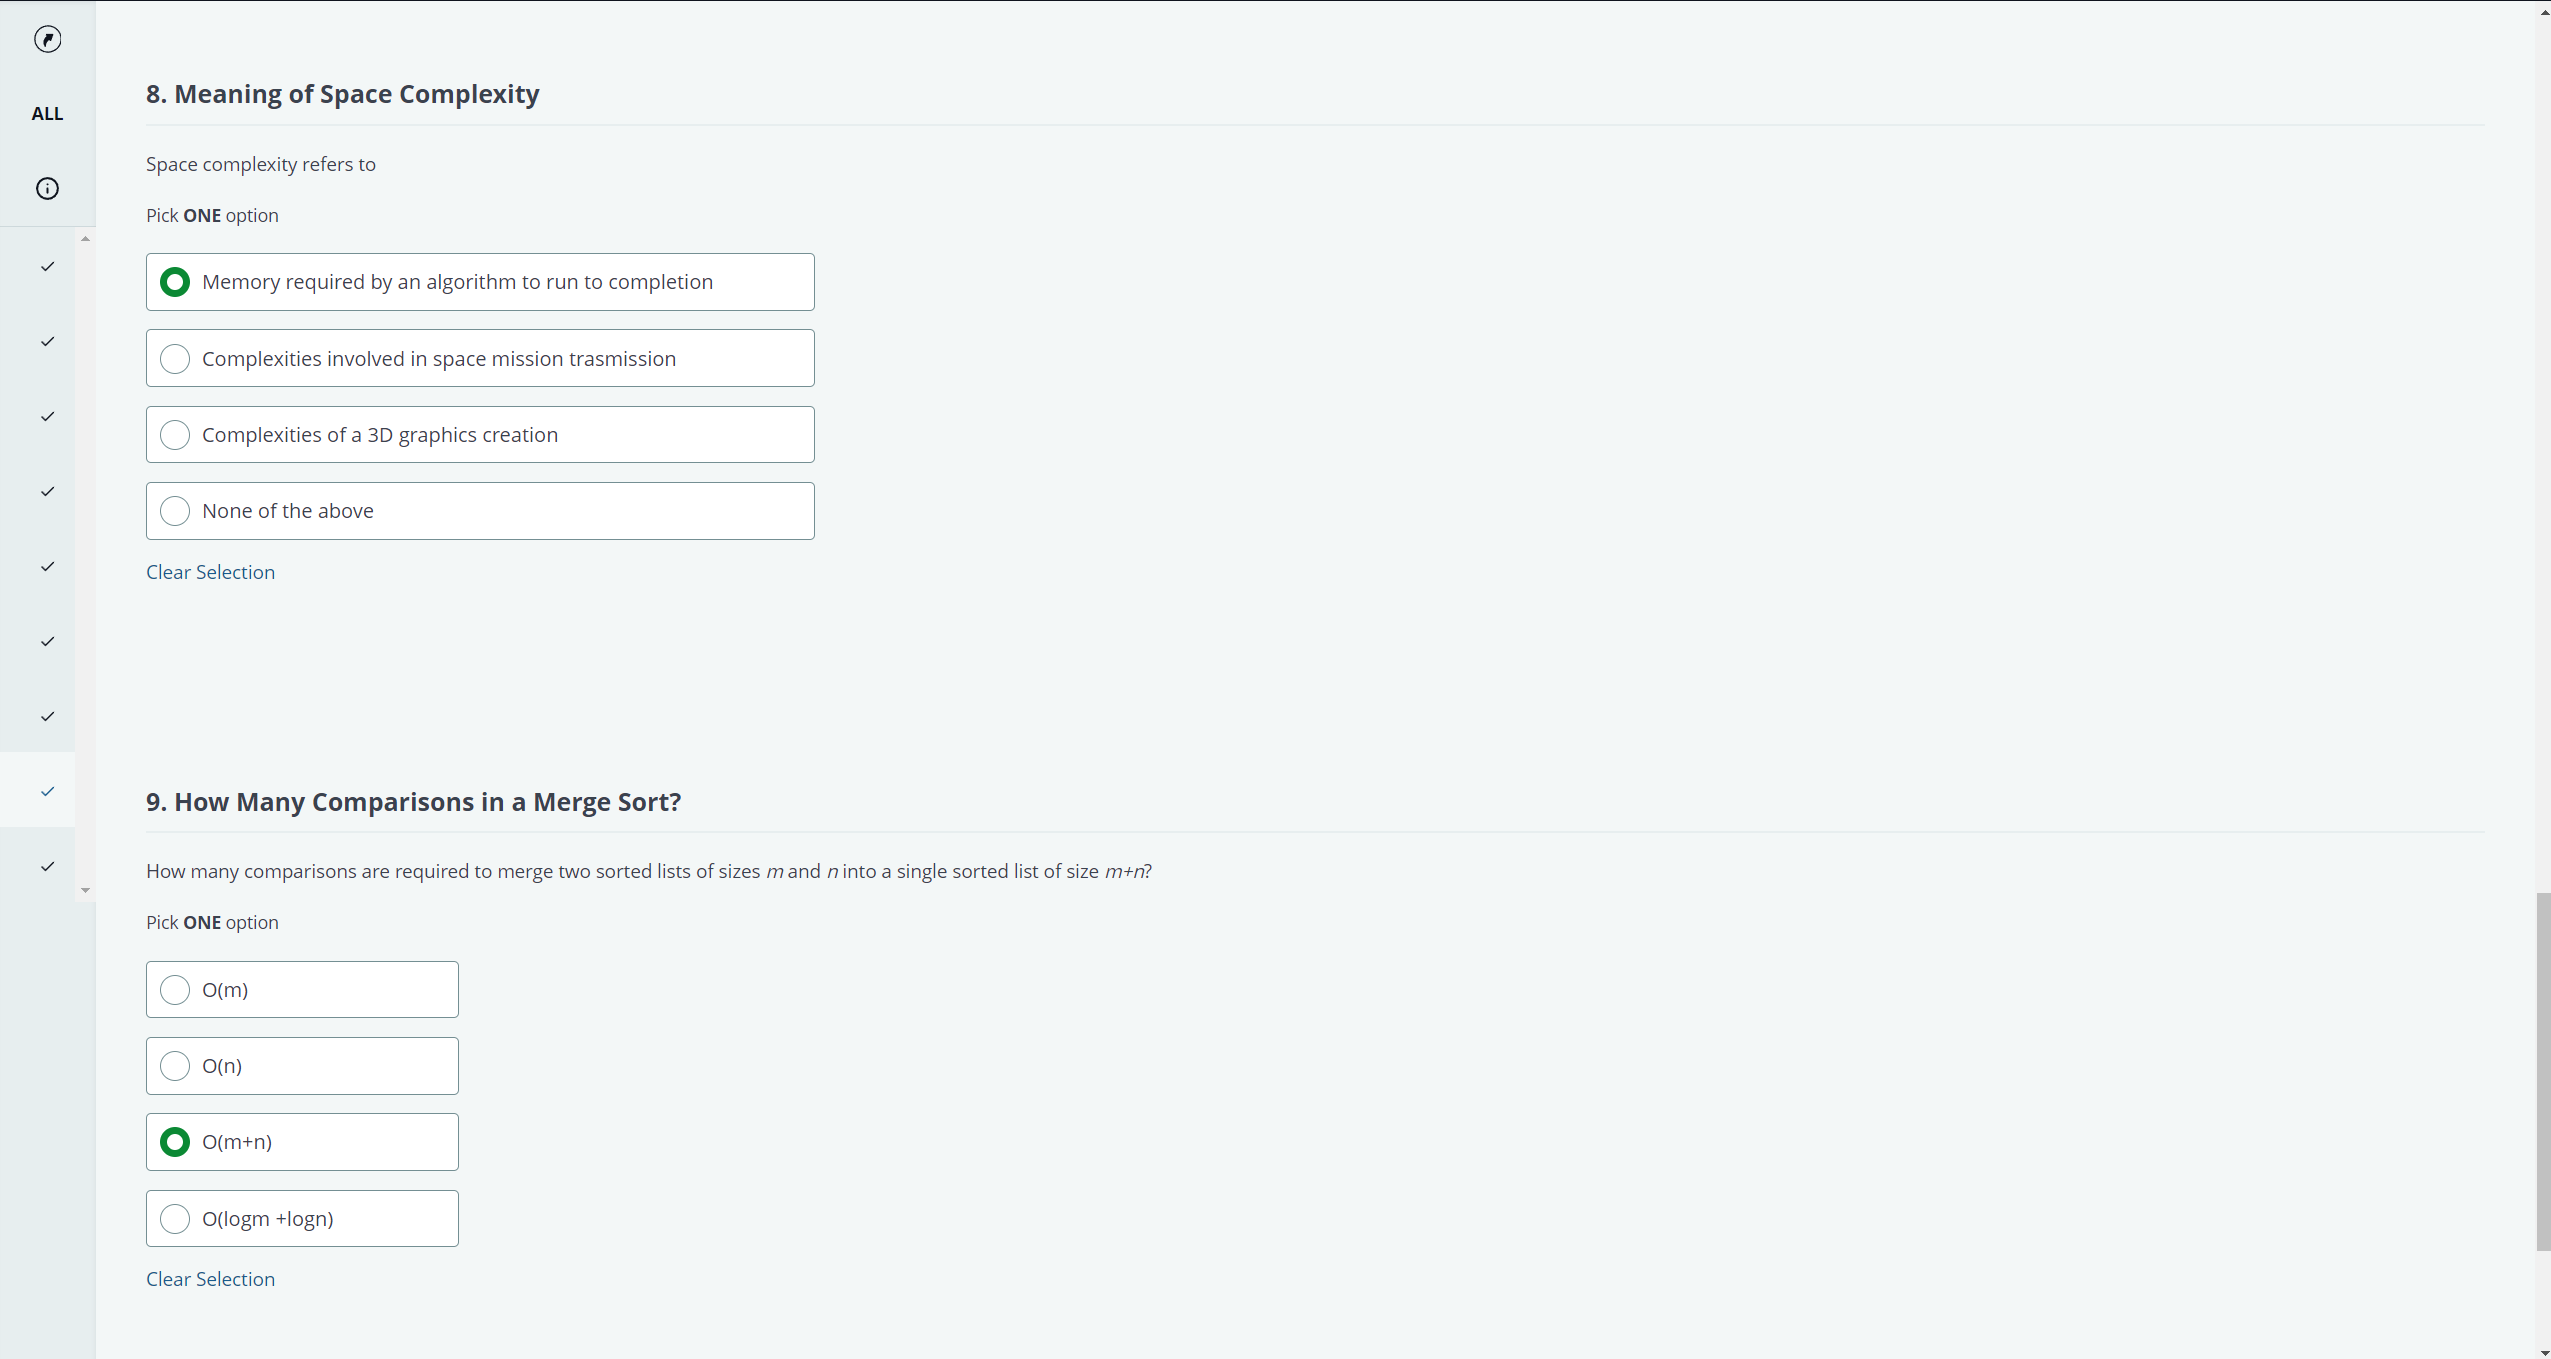 ALL
8. Meaning of Space Complexity
Space complexity refers to
Pick ONE option
Memory required by an algorithm to run to completion
Complexities involved in space mission trasmission
Complexities of a 3D graphics creation
None of the above
Clear Selection
9. How Many Comparisons in a Merge Sort?
How many comparisons are required to merge two sorted lists of sizes m and n into a single sorted list of size m+n?
Pick ONE option
O(m)
O(n)
O(m+n)
O(logm +logn)
Clear Selection